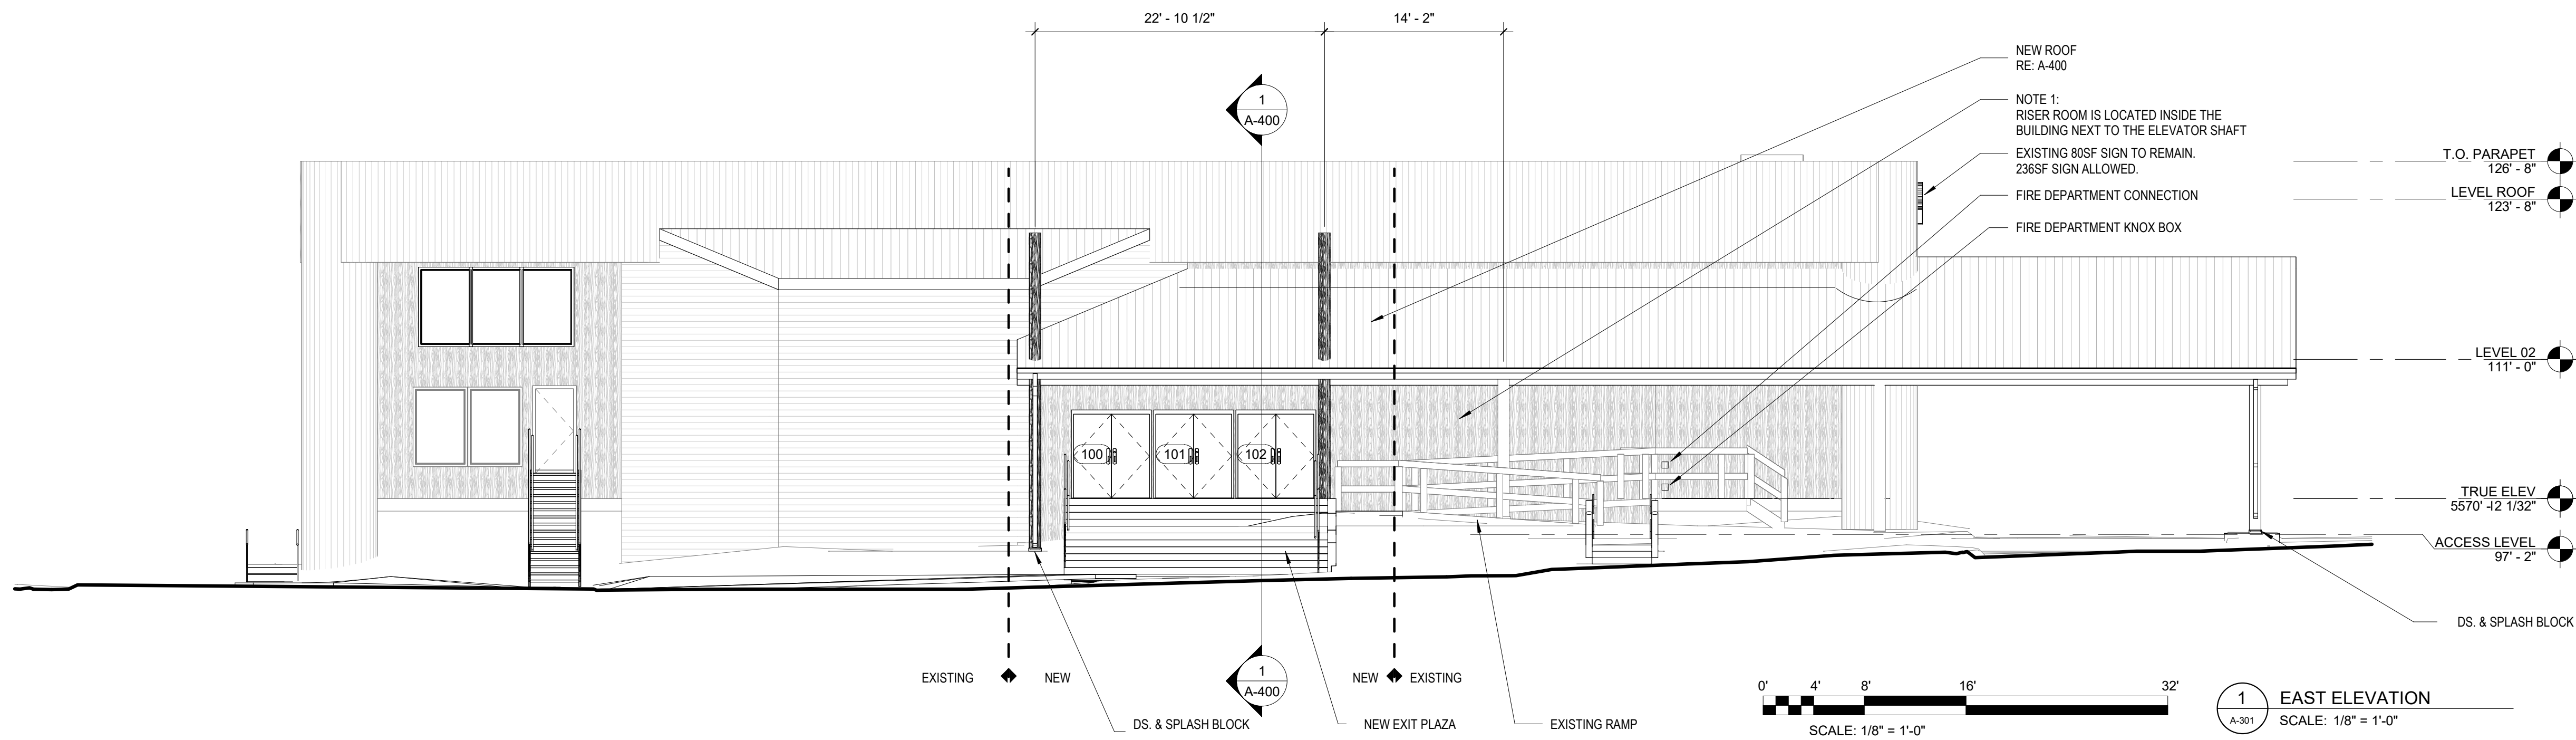 22' - 10 1/2"
14' - 2"
NEW ROOF
RE: A-400
NOTE 1:
RISER ROOM IS LOCATED INSIDE THE
BUILDING NEXT TO THE ELEVATOR SHAFT
EXISTING 80SF SIGN TO REMAIN.
236SF SIGN ALLOWED.
FIRE DEPARTMENT CONNECTION
FIRE DEPARTMENT KNOX BOX
1
A-400
T.O. PARAPET
126' - 8"
LEVEL ROOF
123' - 8"
LEVEL 02
111' - 0"
TRUE ELEV
5570' -I2 1/32"
ACCESS LEVEL
97' - 2"
100
101
102
DS. & SPLASH BLOCK
EXISTING
NEW
1
A-400
NEW
EXISTING
DS. & SPLASH BLOCK
NEW EXIT PLAZA
EXISTING RAMP
0' 4' 8' 16' 32'
SCALE: 1/8" = 1'-0"
1
A-301
EAST ELEVATION
SCALE: 1/8" = 1'-0"